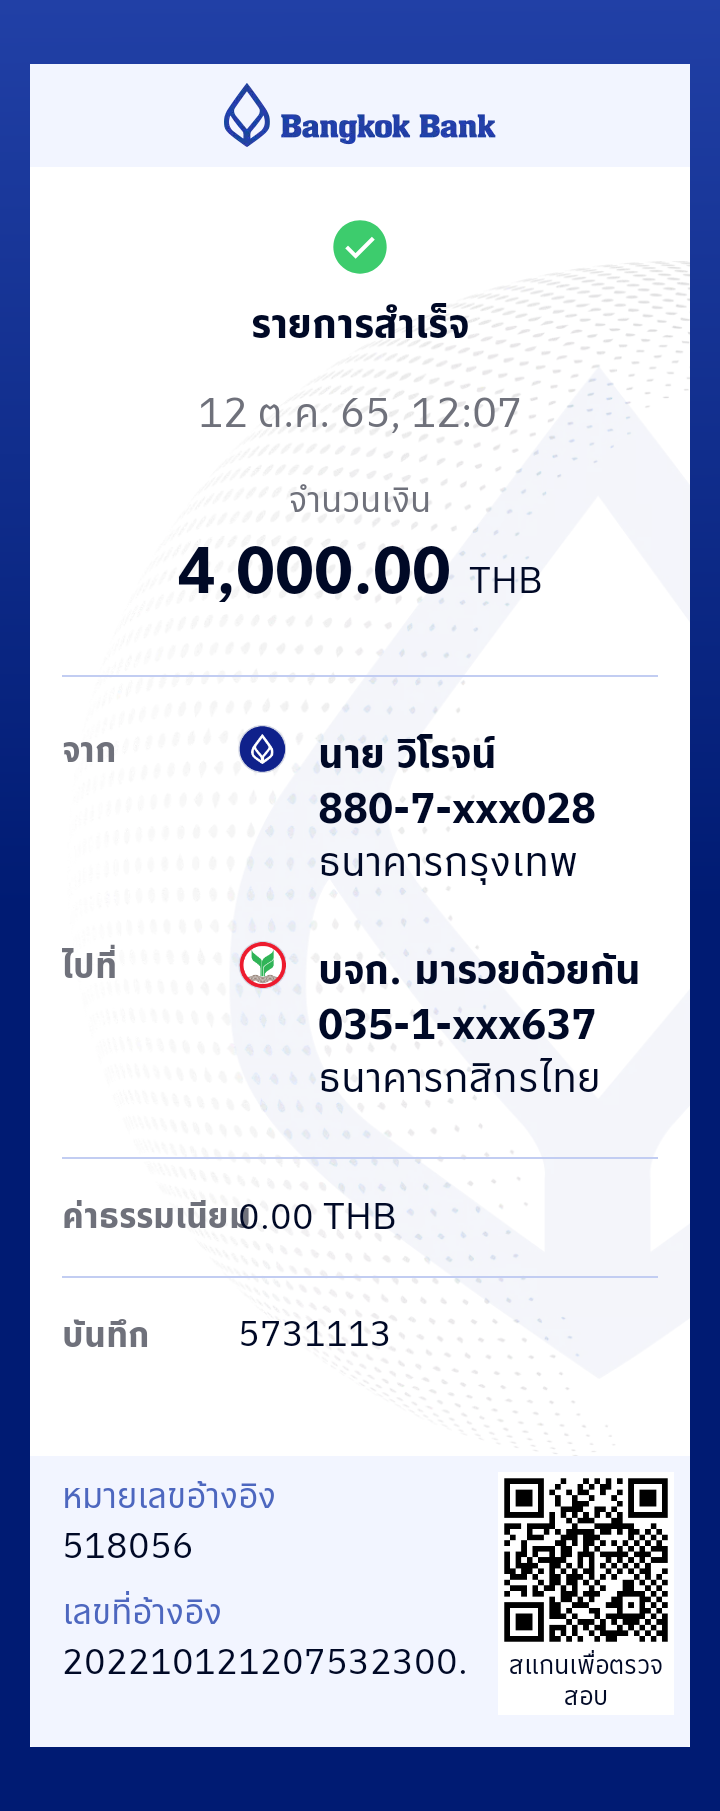 Bangkok Bank
รายการสำเร็จ
12 ต.ค. 65, 12:07
จำนวนเงิน
4,000.00 THB
จาก
นาย วิโรจน์
880-7-xxx028
ธนาคารกรุงเทพ
ไปที่
บจก. มารวยด้วยกัน
035-1-xxx637
ธนาคารกสิกรไทย
ค่าธรรมเนียม 0.00 THB
บันทึก 5731113
หมายเลขอ้างอิง
518056
เลขที่อ้างอิง
202210121207532300.
สแกนเพื่อตรวจ
สอบ